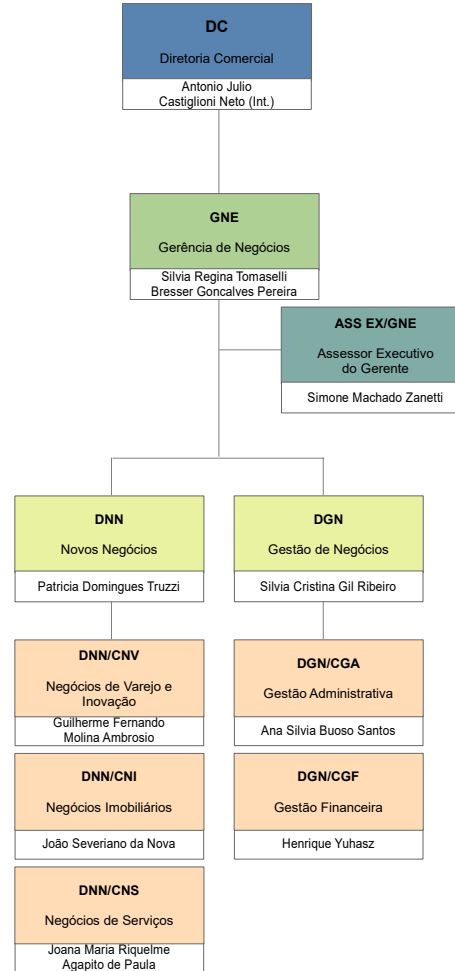 DC
Diretoria Comercial
Antonio Julio
Castiglioni Neto (Int.)
GNE
Gerência de Negócios
Silvia Regina Tomaselli
Bresser Goncalves Pereira
ASS EX/GNE
Assessor Executivo
do Gerente
Simone Machado Zanetti
DNN
Novos Negócios
Patricia Domingues Truzzi
DGN
Gestão de Negócios
Silvia Cristina Gil Ribeiro
DNN/CNV
Negócios de Varejo e
Inovação
Guilherme Fernando
Molina Ambrosio
DGN/CGA
Gestão Administrativa
Ana Silvia Buoso Santos
DNN/CNI
Negócios Imobiliários
João Severiano da Nova
DGN/CGF
Gestão Financeira
Henrique Yuhasz
DNN/CNS
Negócios de Serviços
Joana Maria Riquelme
Agapito de Paula